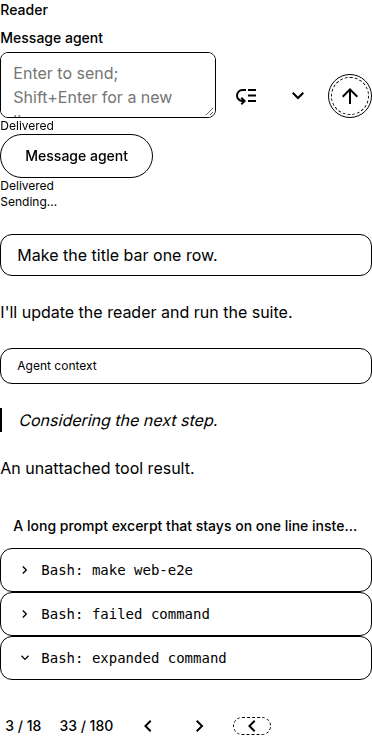 Reader
Message agent
Enter to send;
Shift+Enter for a new
Delivered
Message agent
Delivered
Sending...
Make the title bar one row.
I'll update the reader and run the suite.
Agent context
Considering the next step.
An unattached tool result.
A long prompt excerpt that stays on one line inste...
Bash: make web-e2e
Bash: failed command
Bash: expanded command
3 / 18 33 / 180